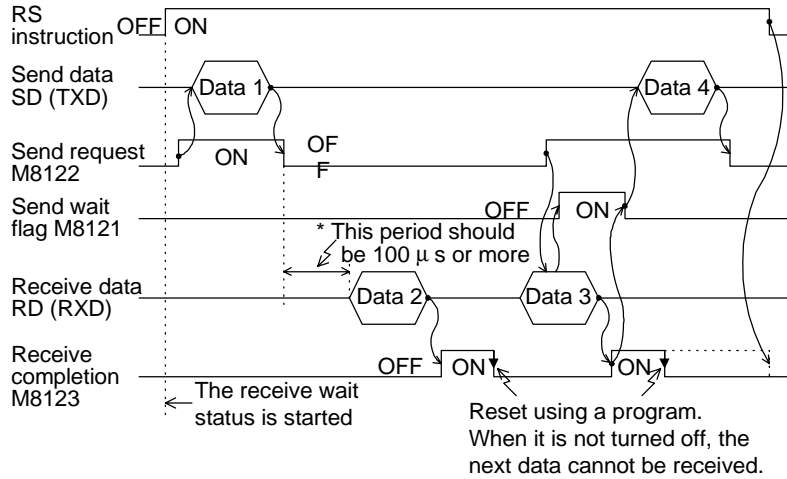 RS
instruction
OFF
ON
Send data
SD (TXD)
Data 1
Data 4
Send request
M8122
ON
OF
F
Send wait
flag M8121
OFF
ON
* This period should
be 100 μ s or more
Receive data
RD (RXD)
Data 2
Data 3
Receive
completion
M8123
OFF
ON
ON
The receive wait
status is started
Reset using a program.
When it is not turned off, the
next data cannot be received.